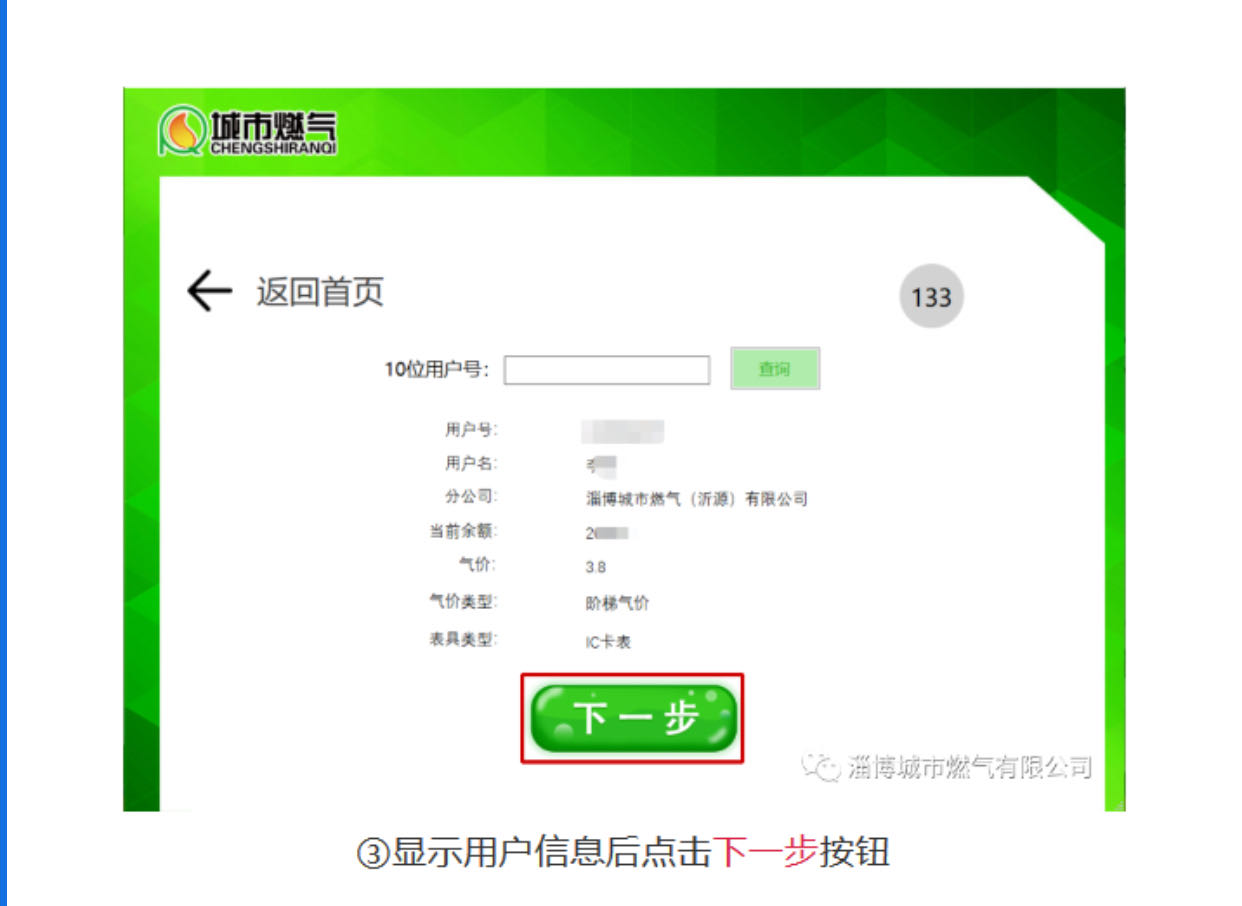 城市燃气
CHENGSHIRANQI
返回首页
133
10位用户号: 查询
用户号:
用户名:
分公司: 淄博城市燃气（沂源）有限公司
当前余额: 2
气价: 3.8
气价类型: 阶梯气价
表具类型: IC卡表
下一步
淄博城市燃气有限公司
③显示用户信息后点击下一步按钮